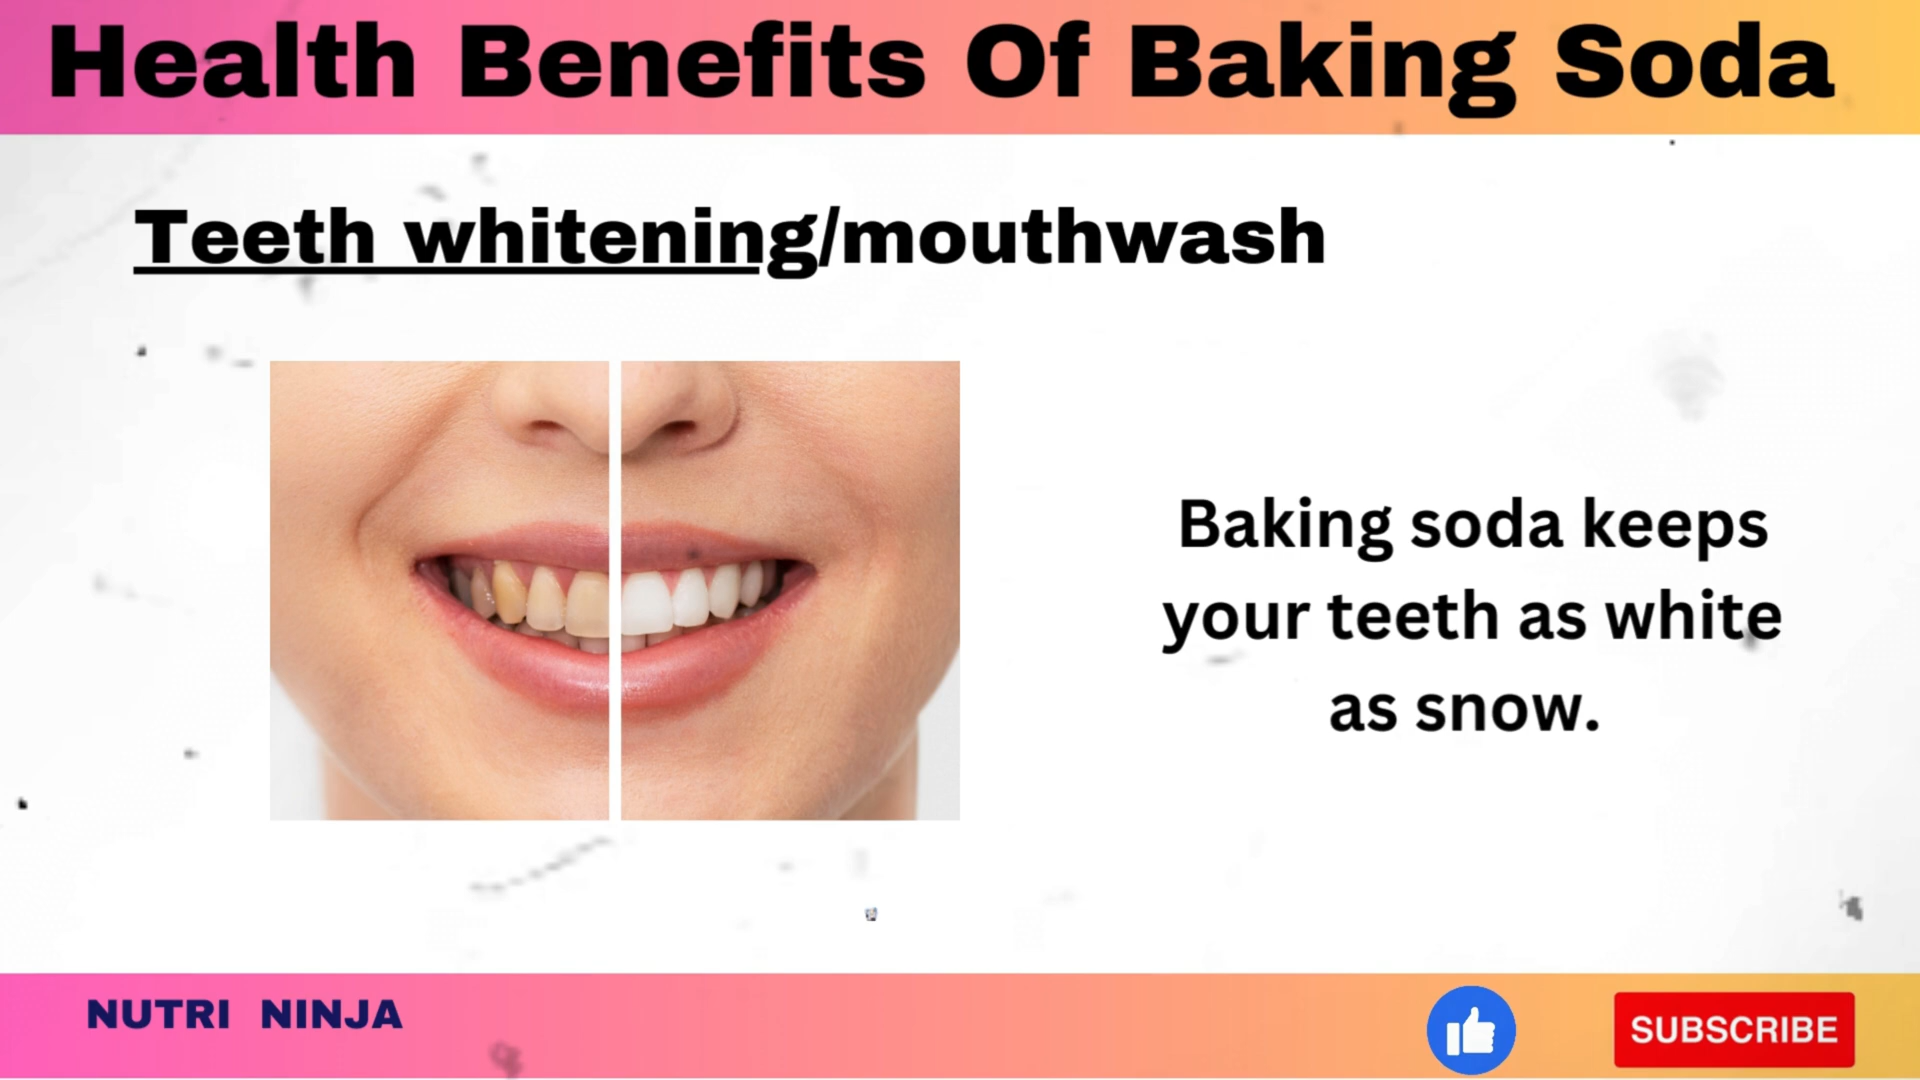 Health Benefits Of Baking Soda
Teeth whitening/mouthwash
Baking soda keeps
your teeth as white
as snow.
NUTRI NINJA
SUBSCRIBE